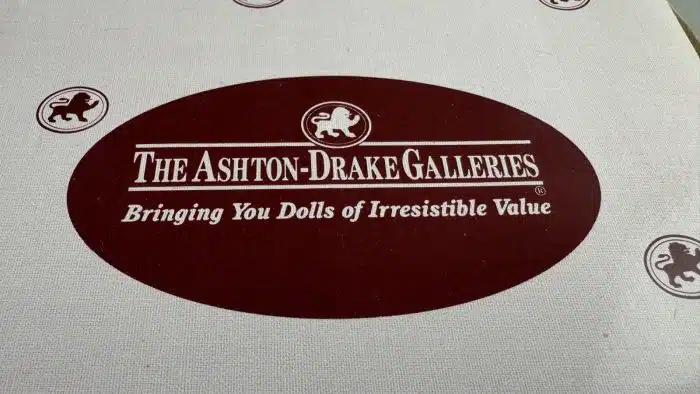 THE ASHTON-DRAKE GALLERIES
®
Bringing You Dolls of Irresistible Value